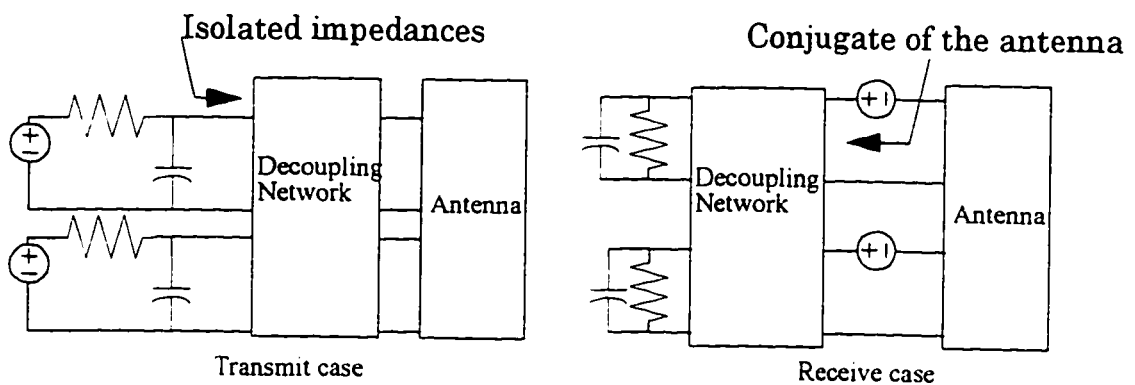 Isolated impedances
Conjugate of the antenna
+
−
+
−
Decoupling
Network
Antenna
+ −
+ −
Decoupling
Network
Antenna
Transmit case
Receive case